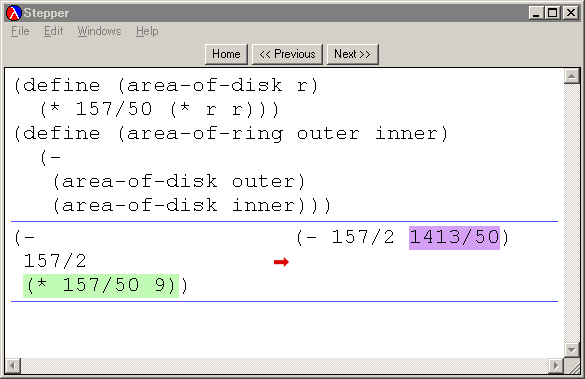 Stepper
File Edit Windows Help
Home << Previous Next >>
(define (area-of-disk r)
  (* 157/50 (* r r)))
(define (area-of-ring outer inner)
  (-
   (area-of-disk outer)
   (area-of-disk inner)))
(-
 157/2
 (* 157/50 9))
(- 157/2 1413/50)